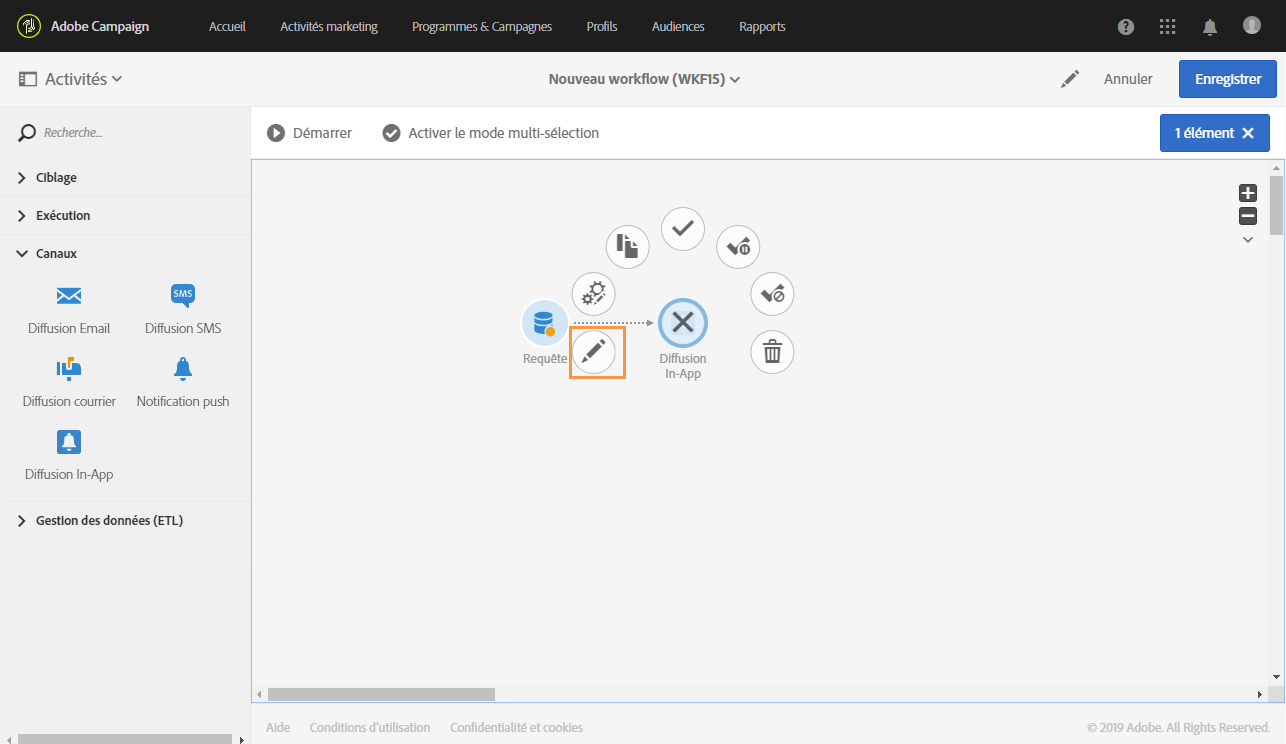 Adobe Campaign Accueil Activités marketing Programmes & Campagnes Profils Audiences Rapports
Activités Nouveau workflow (WKF15) Annuler Enregistrer
Recherche... Démarrer Activer le mode multi-sélection 1 élément
Ciblage
Exécution
Canaux
SMS
Diffusion Email Diffusion SMS
Diffusion courrier Notification push
Diffusion In-App
Gestion des données (ETL)
Requête
Diffusion
In-App
Aide Conditions d'utilisation Confidentialité et cookies © 2019 Adobe. All Rights Reserved.